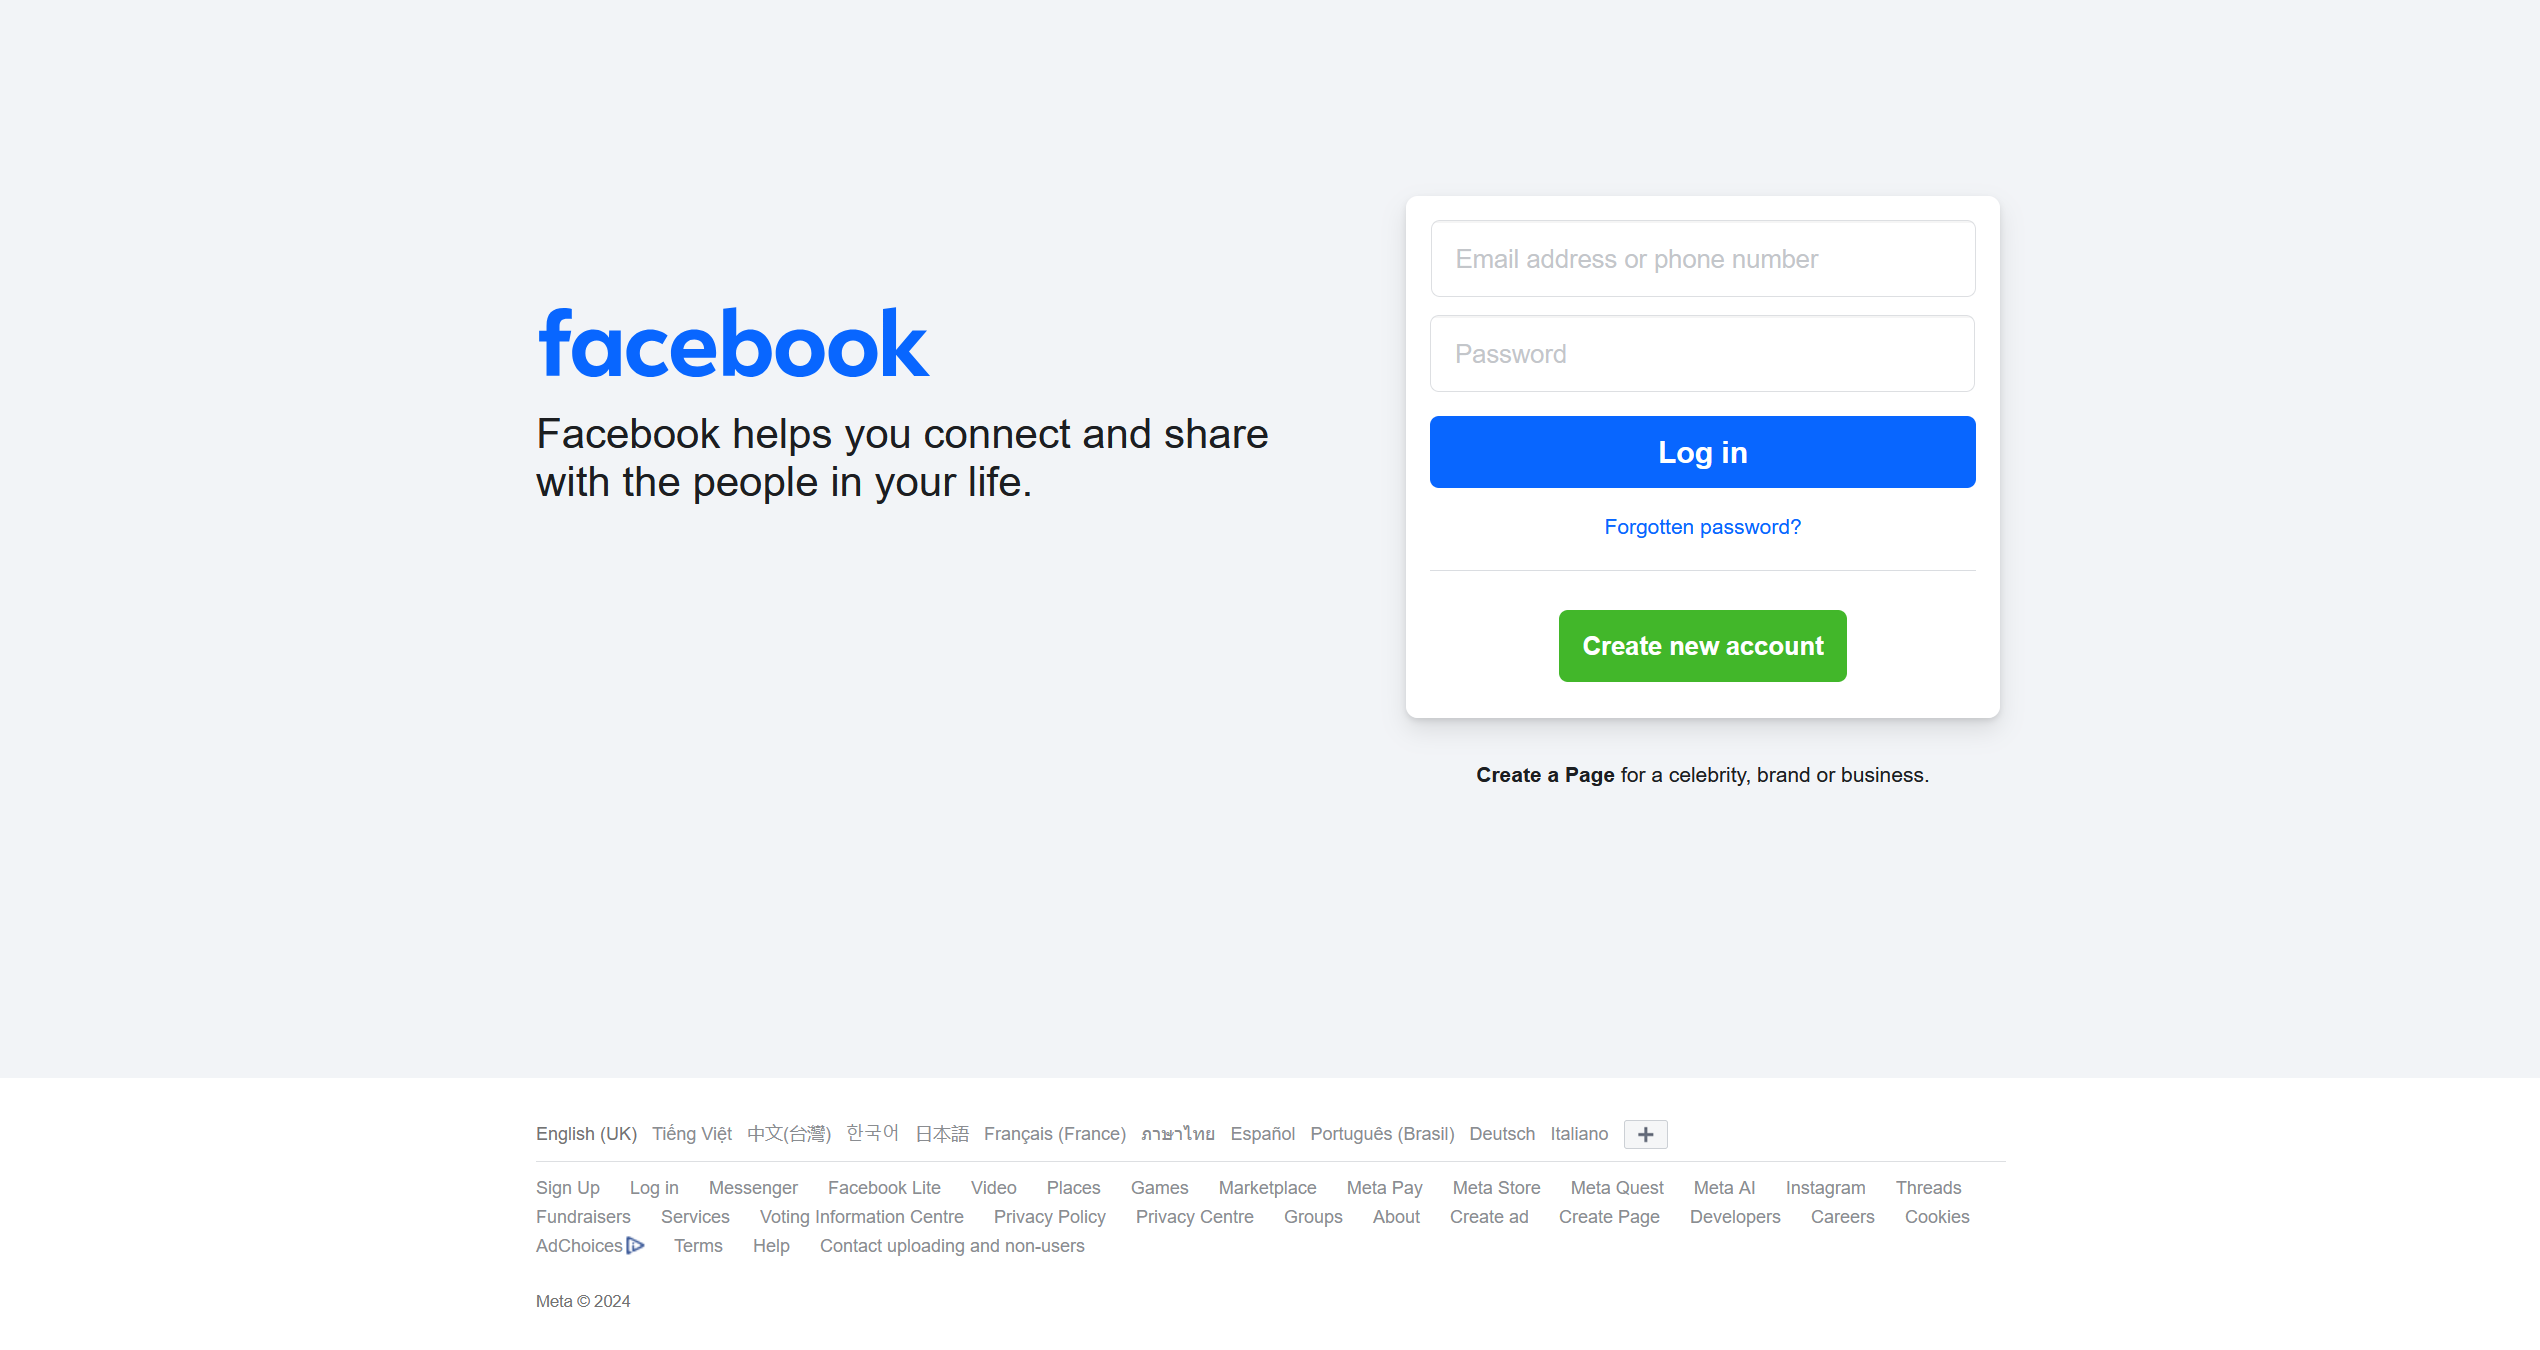 facebook
Facebook helps you connect and share
with the people in your life.
Email address or phone number
Password
Log in
Forgotten password?
Create new account
Create a Page for a celebrity, brand or business.
English (UK) Tiếng Việt 中文(台灣) 한국어 日本語 Français (France) ภาษาไทย Español Português (Brasil) Deutsch Italiano
Sign Up Log in Messenger Facebook Lite Video Places Games Marketplace Meta Pay Meta Store Meta Quest Meta AI Instagram Threads
Fundraisers Services Voting Information Centre Privacy Policy Privacy Centre Groups About Create ad Create Page Developers Careers Cookies
AdChoices Terms Help Contact uploading and non-users
Meta © 2024